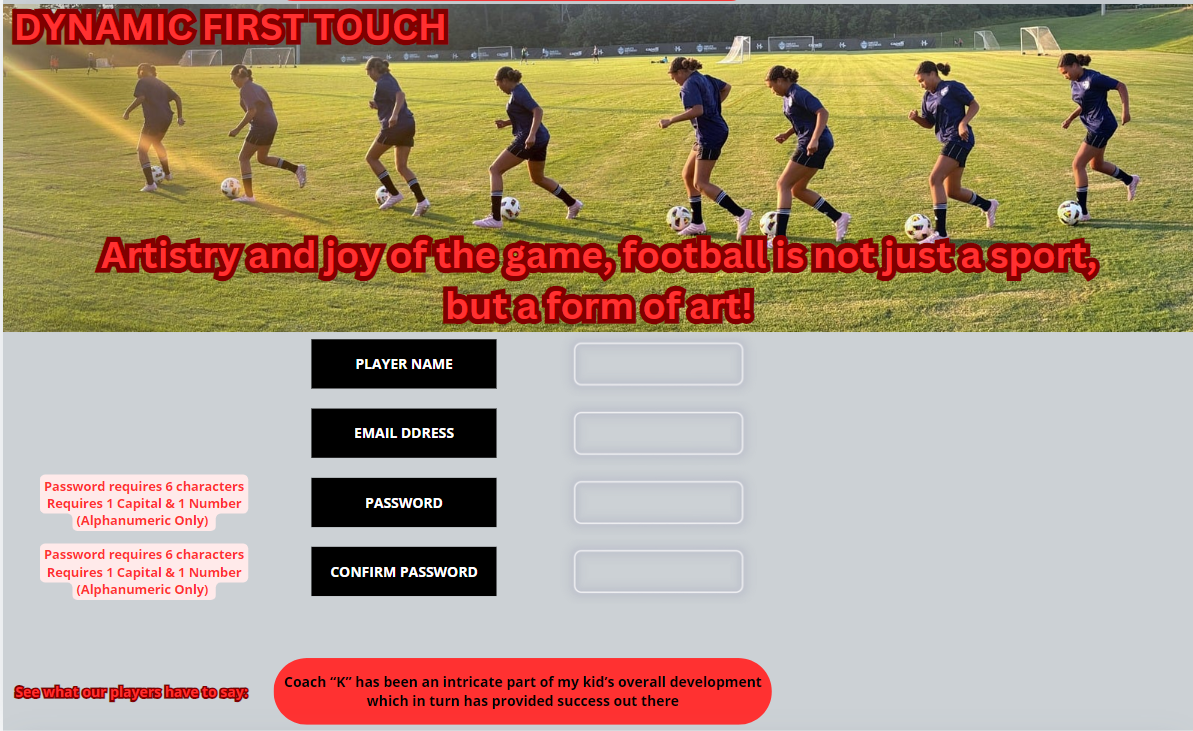 DYNAMIC FIRST TOUCH
Artistry and joy of the game, football is not just a sport,
but a form of art!
PLAYER NAME
EMAIL DDRESS
Password requires 6 characters
Requires 1 Capital & 1 Number
(Alphanumeric Only)
PASSWORD
Password requires 6 characters
Requires 1 Capital & 1 Number
(Alphanumeric Only)
CONFIRM PASSWORD
See what our players have to say:
Coach “K” has been an intricate part of my kid’s overall development
which in turn has provided success out there